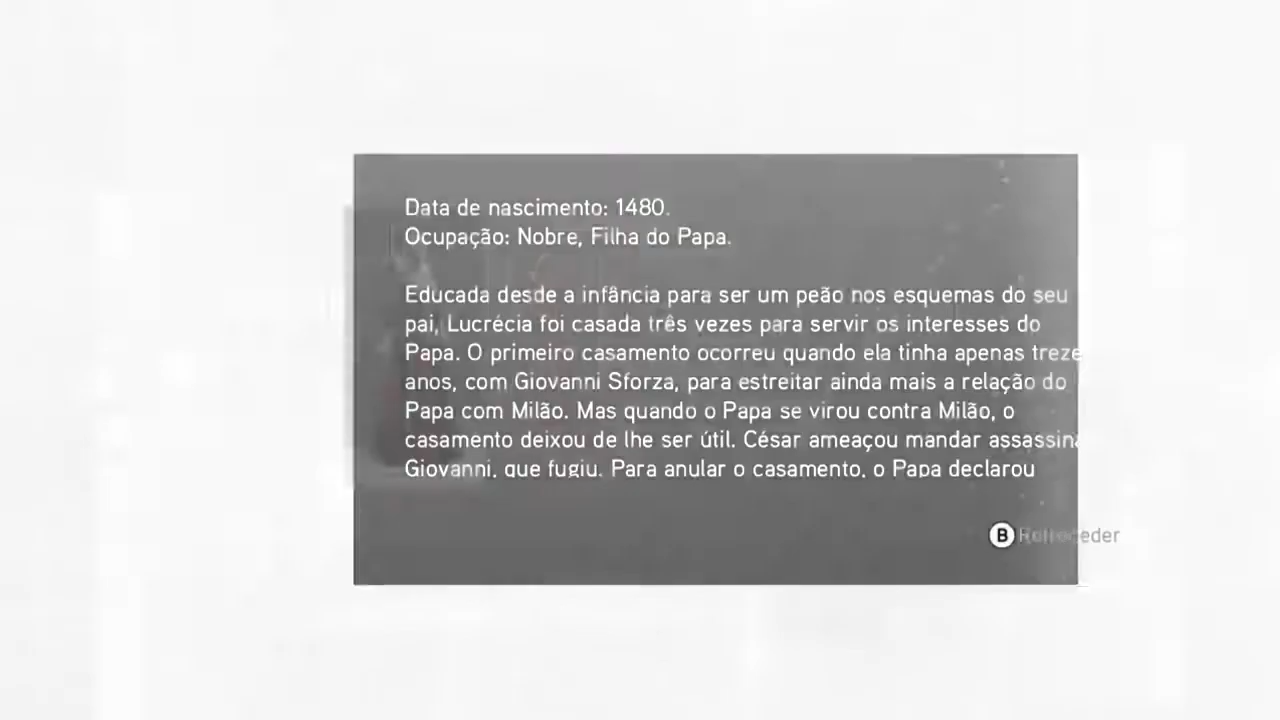 Data de nascimento: 1480.
Ocupação: Nobre, Filha do Papa.
Educada desde a infância para ser um peão nos esquemas do seu
pai, Lucrécia foi casada três vezes para servir os interesses do
Papa. O primeiro casamento ocorreu quando ela tinha apenas treze
anos, com Giovanni Sforza, para estreitar ainda mais a relação do
Papa com Milão. Mas quando o Papa se virou contra Milão, o
casamento deixou de lhe ser útil. César ameaçou mandar assassina
Giovanni, que fugiu. Para anular o casamento, o Papa declarou
B Retroceder